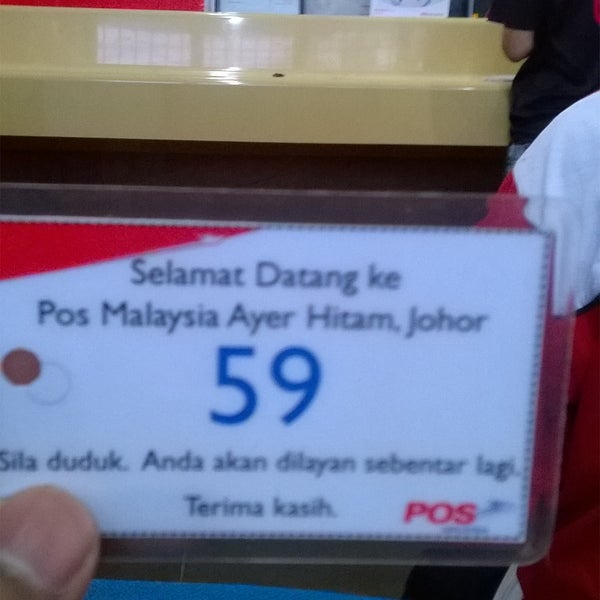 Selamat Datang ke
Pos Malaysia Ayer Hitam, Johor
59
Sila duduk. Anda akan dilayan sebentar lagi.
Terima kasih.
POS